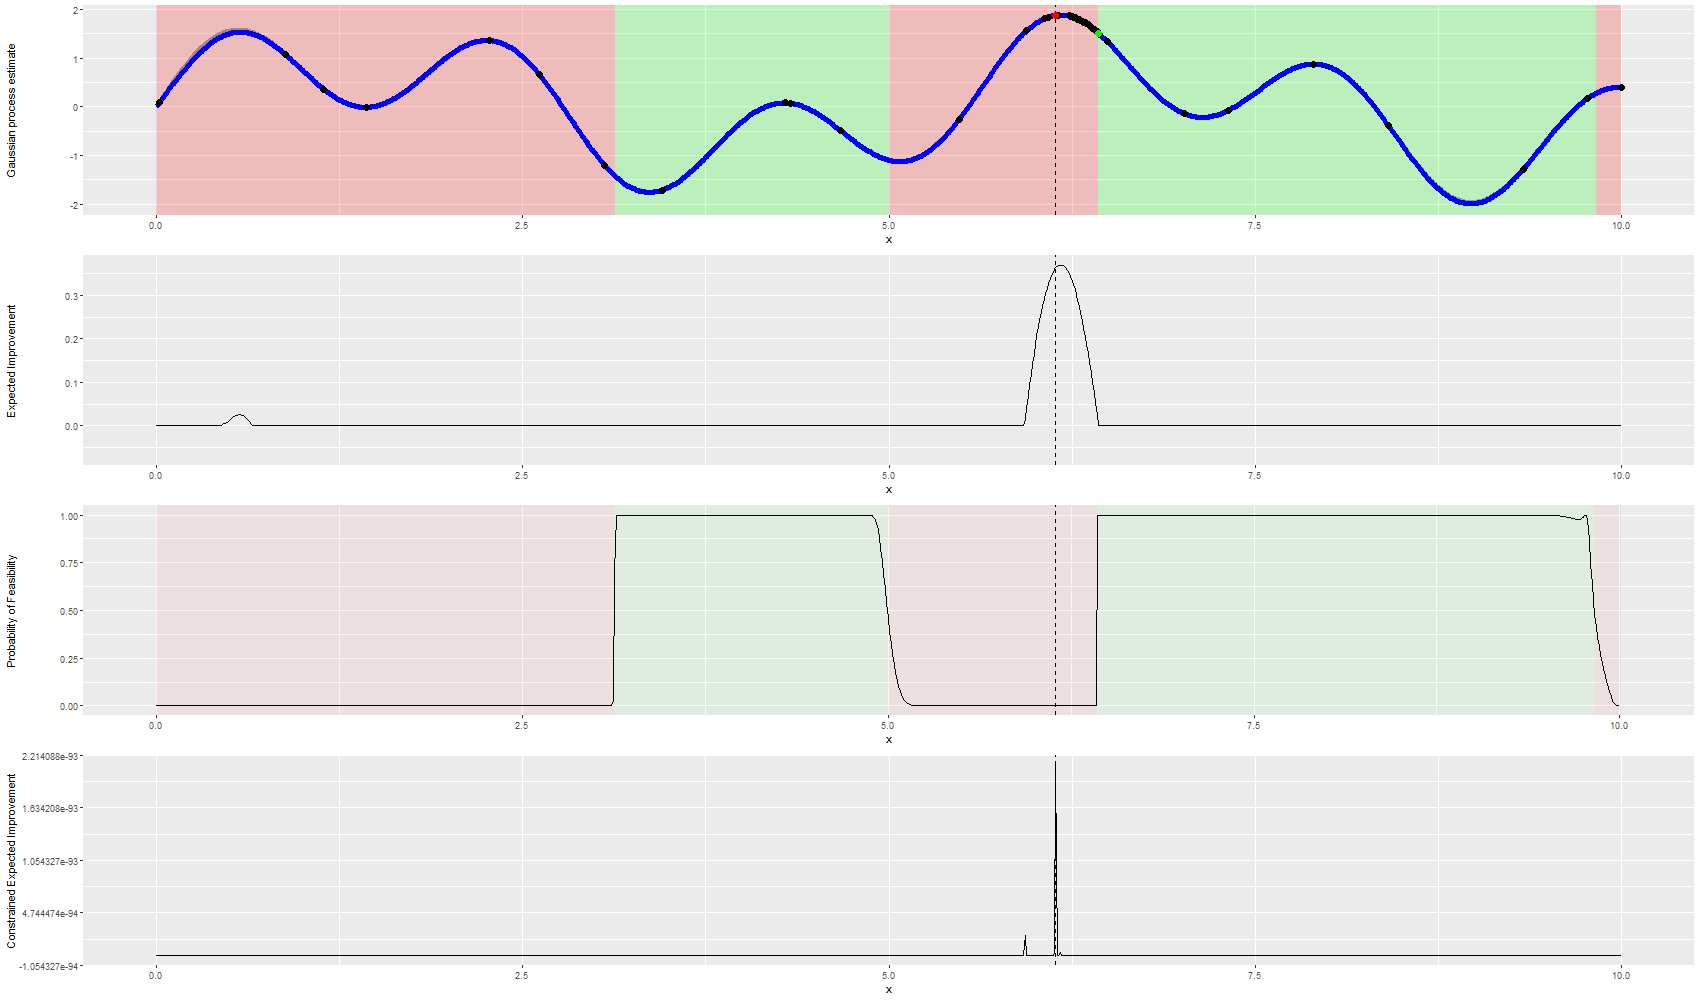 Gaussian process estimate
2
1
0
-1
-2
0.0 2.5 5.0 7.5 10.0
x
Expected Improvement
0.3
0.2
0.1
0.0
0.0 2.5 5.0 7.5 10.0
x
Probability of Feasibility
1.00
0.75
0.50
0.25
0.00
0.0 2.5 5.0 7.5 10.0
x
Constrained Expected Improvement
2.214088e-93
1.634208e-93
1.054327e-93
4.744474e-94
-1.054327e-94
0.0 2.5 5.0 7.5 10.0
x